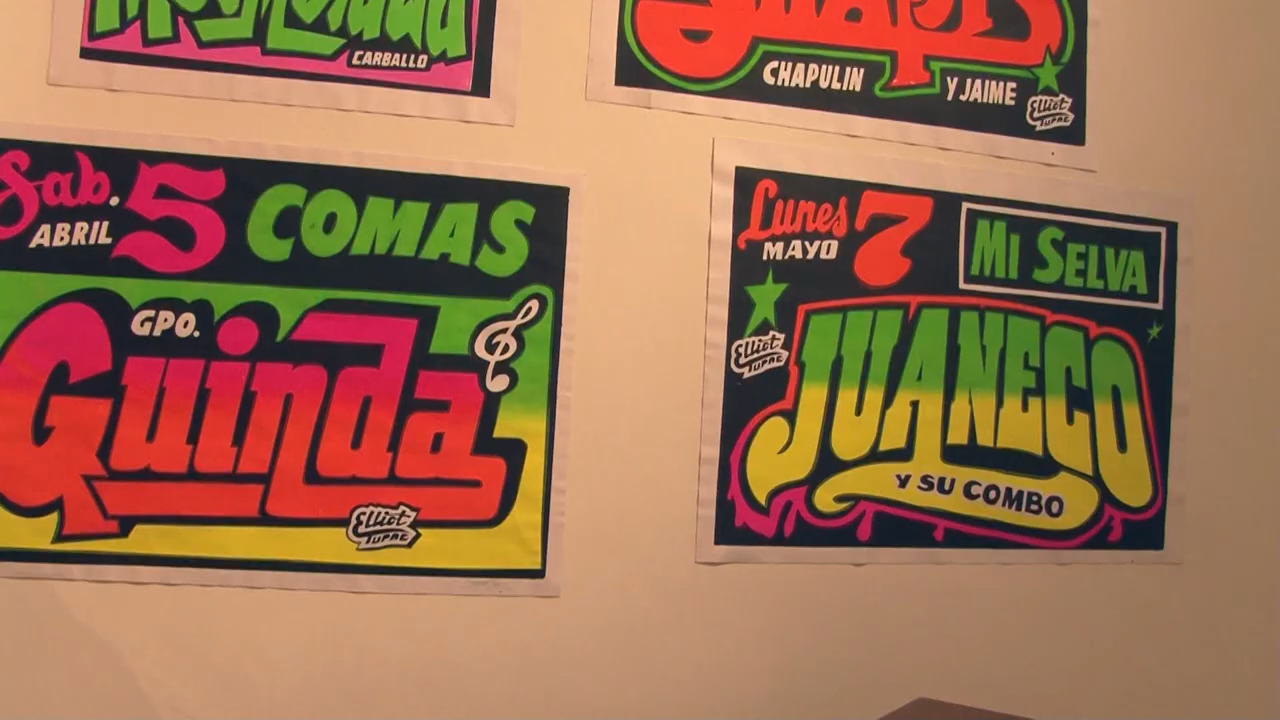 CARBALLO
CHAPULIN Y JAIME
Elliot
TUPAC
Sab. 5 COMAS
ABRIL
GPO.
Guinda
Elliot
TUPAC
Lunes 7 MI SELVA
MAYO
Elliot
TUPAC
JUANECO
Y SU COMBO